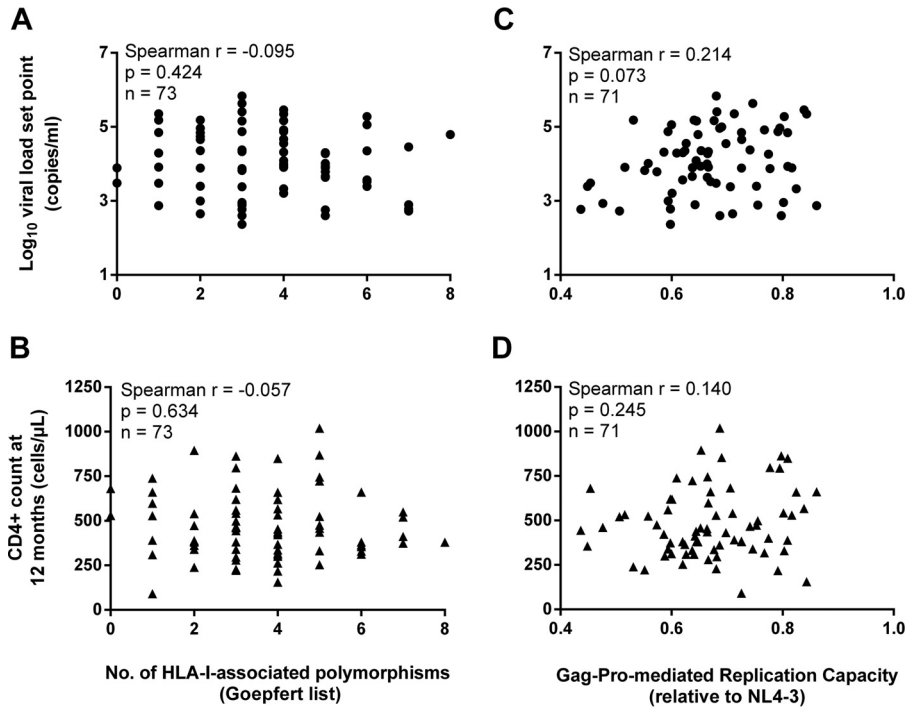 A
Log10 viral load set point
(copies/ml)
7
5
3
1
Spearman r = -0.095
p = 0.424
n = 73
0
2
4
6
8
C
7
5
3
1
Spearman r = 0.214
p = 0.073
n = 71
0.4
0.6
0.8
1.0
B
CD4+ count at
12 months (cells/µL)
1250
1000
750
500
250
0
Spearman r = -0.057
p = 0.634
n = 73
0
2
4
6
8
No. of HLA-I-associated polymorphisms
(Goepfert list)
D
1250
1000
750
500
250
0
Spearman r = 0.140
p = 0.245
n = 71
0.4
0.6
0.8
1.0
Gag-Pro-mediated Replication Capacity
(relative to NL4-3)